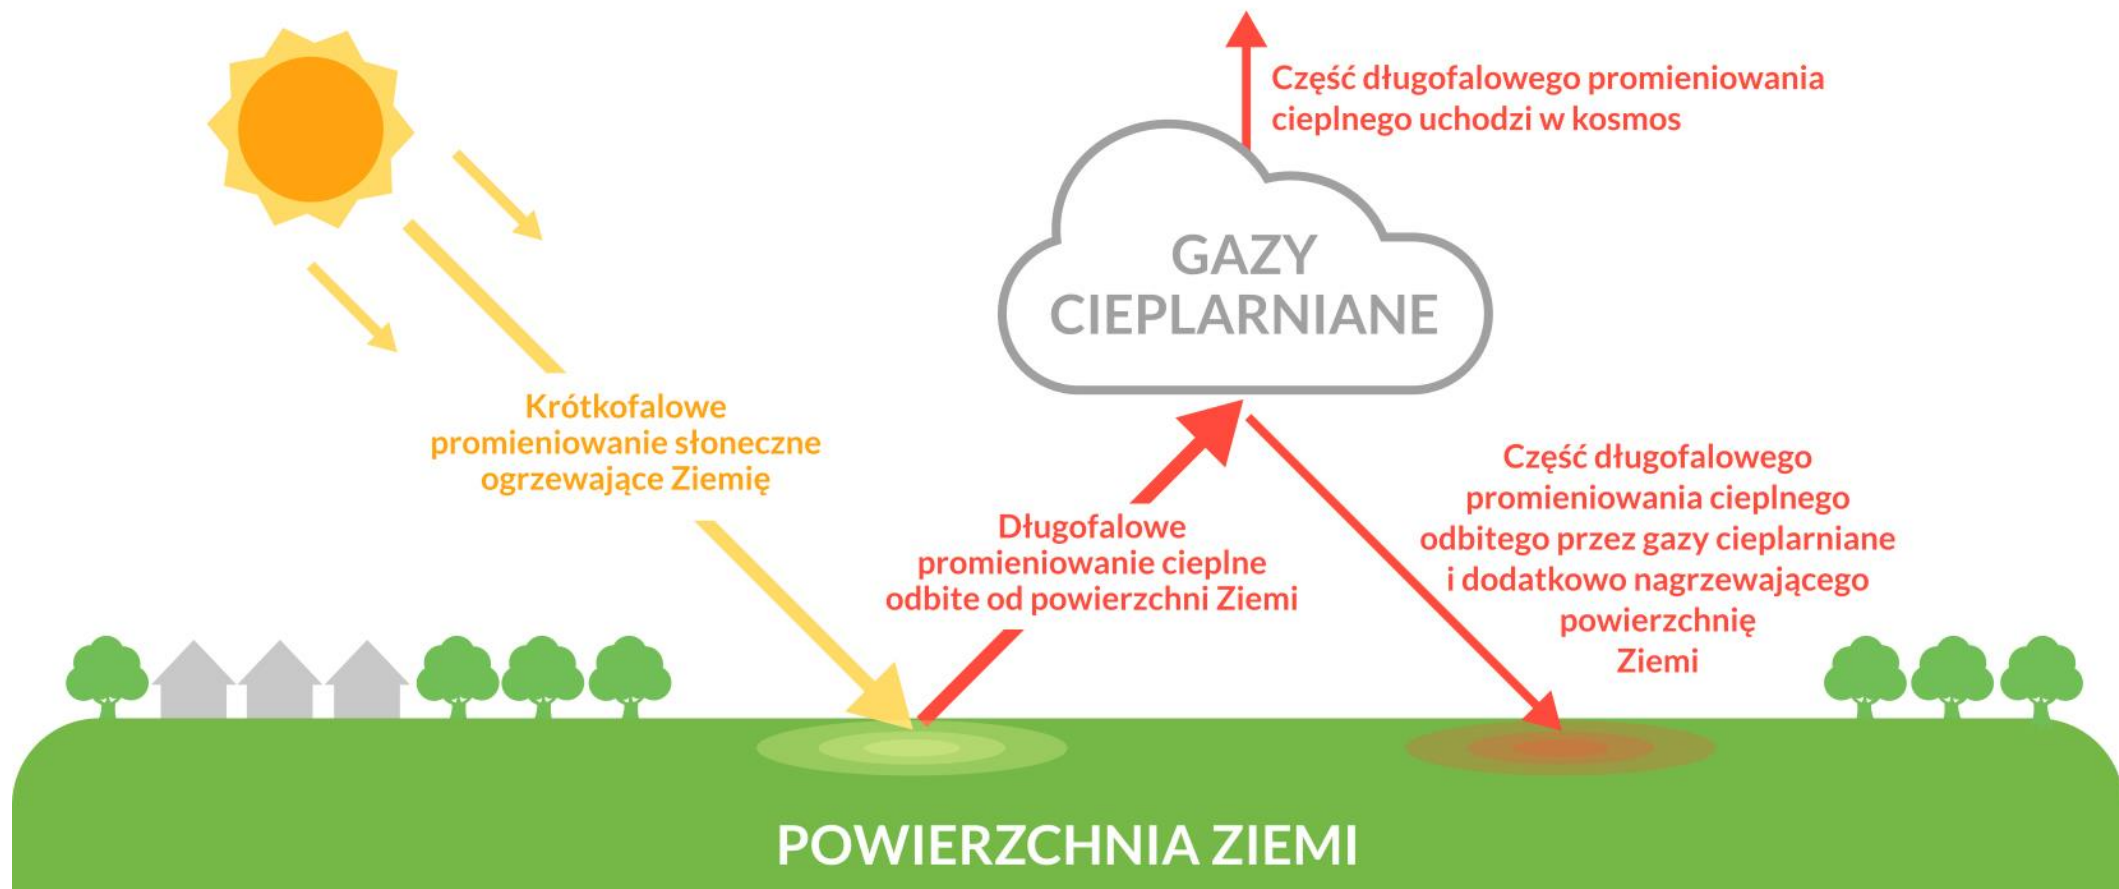 Część długofalowego promieniowania
cieplnego uchodzi w kosmos
GAZY
CIEPLARNIANE
Krótkofalowe
promieniowanie słoneczne
ogrzewające Ziemię
Długofalowe
promieniowanie cieplne
odbite od powierzchni Ziemi
Część długofalowego
promieniowania cieplnego
odbitego przez gazy cieplarniane
i dodatkowo nagrzewającego
powierzchnię
Ziemi
POWIERZCHNIA ZIEMI